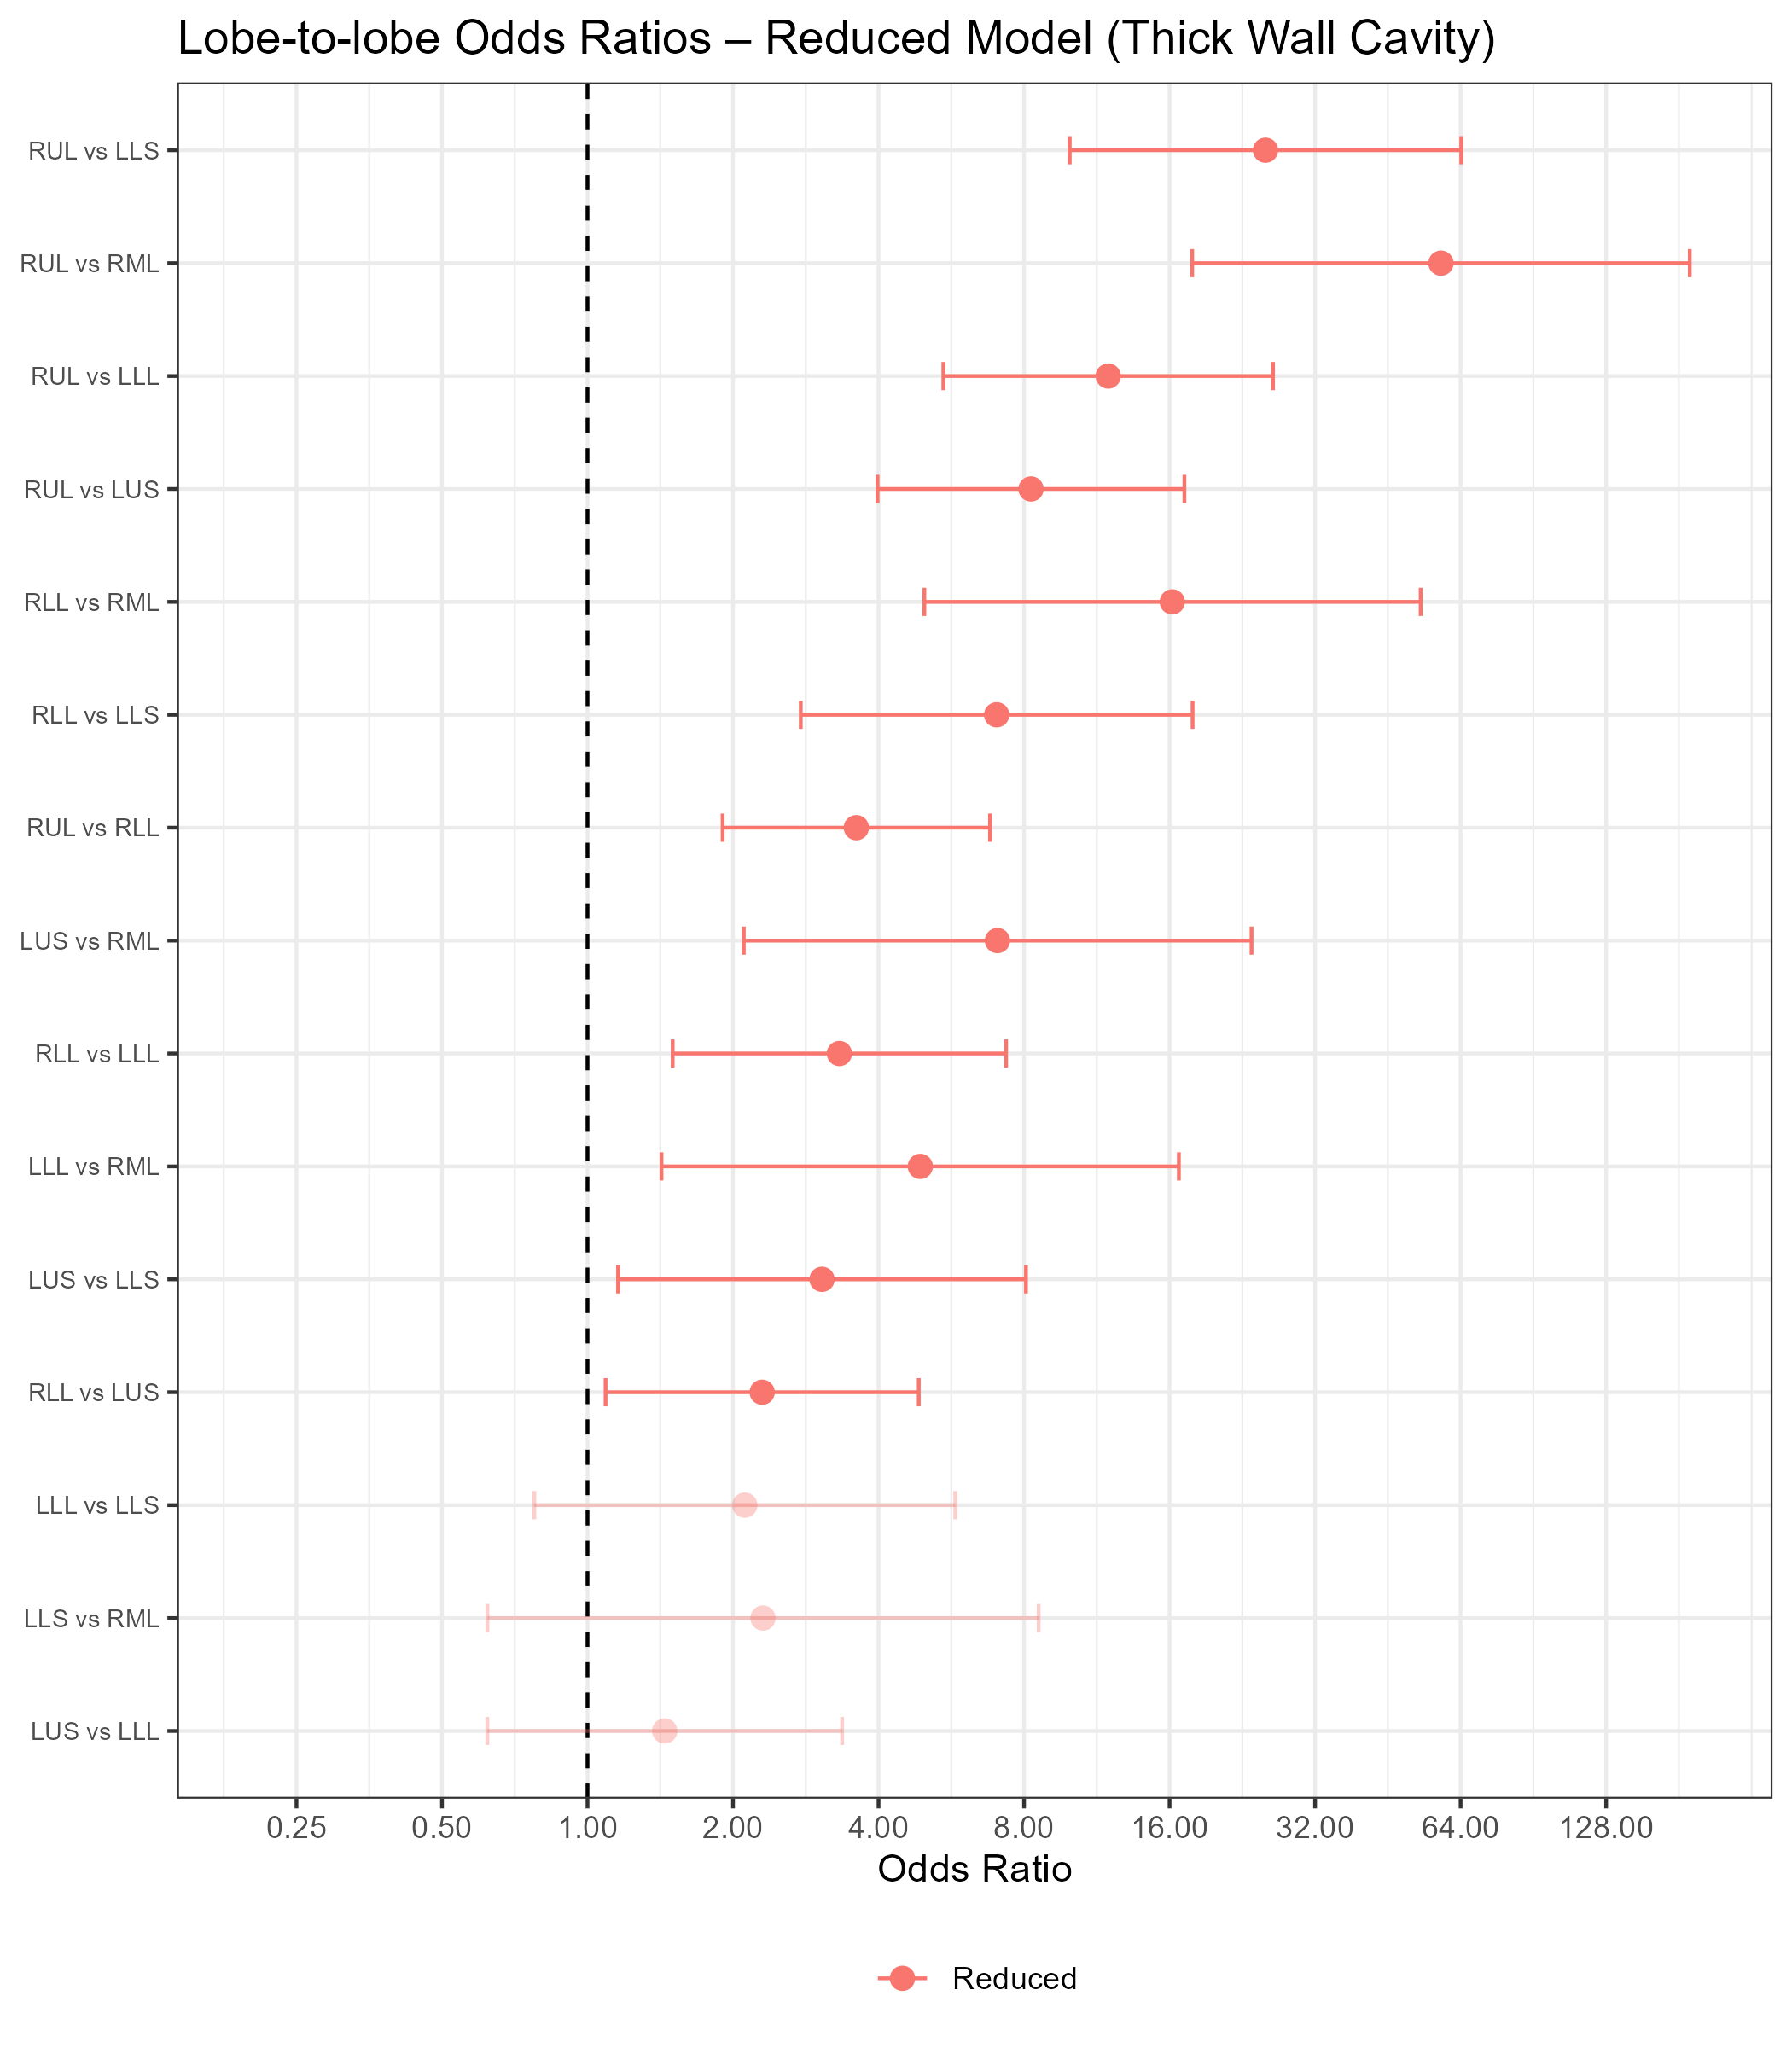 Lobe-to-lobe Odds Ratios – Reduced Model (Thick Wall Cavity)
RUL vs LLS
RUL vs RML
RUL vs LLL
RUL vs LUS
RLL vs RML
RLL vs LLS
RUL vs RLL
LUS vs RML
RLL vs LLL
LLL vs RML
LUS vs LLS
RLL vs LUS
LLL vs LLS
LLS vs RML
LUS vs LLL
0.25 0.50 1.00 2.00 4.00 8.00 16.00 32.00 64.00 128.00
Odds Ratio
Reduced